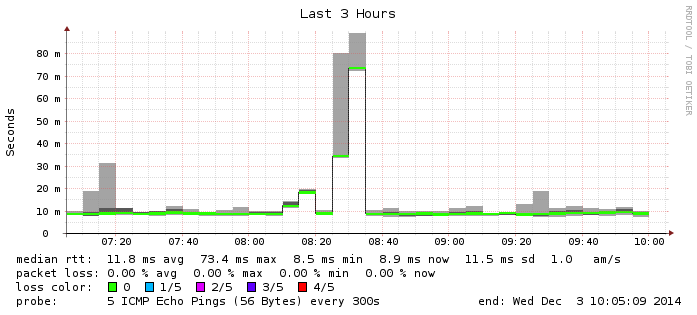 Last 3 Hours
RRDTOOL / TOBI OETIKER
Seconds
80 m
70 m
60 m
50 m
40 m
30 m
20 m
10 m
0
07:20 07:40 08:00 08:20 08:40 09:00 09:20 09:40 10:00
median rtt: 11.8 ms avg 73.4 ms max 8.5 ms min 8.9 ms now 11.5 ms sd 1.0 am/s
packet loss: 0.00 % avg 0.00 % max 0.00 % min 0.00 % now
loss color: 0 1/5 2/5 3/5 4/5
probe: 5 ICMP Echo Pings (56 Bytes) every 300s end: Wed Dec 3 10:05:09 2014